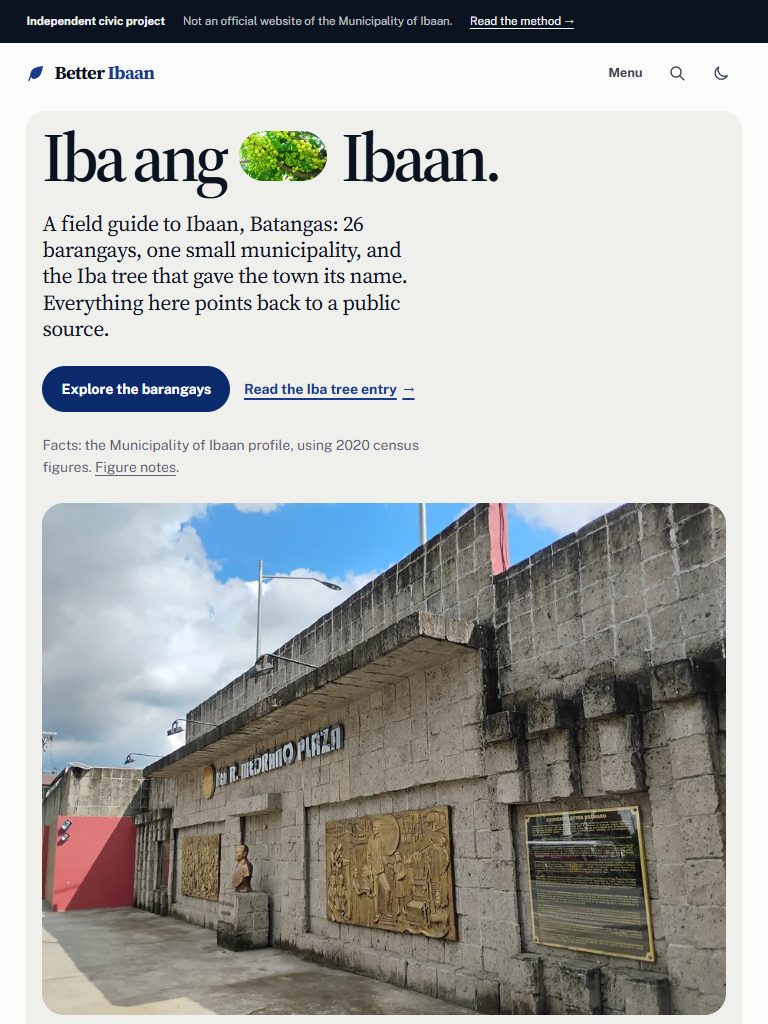 Independent civic project Not an official website of the Municipality of Ibaan. Read the method →
Better Ibaan
Menu
Iba ang Ibaan.
A field guide to Ibaan, Batangas: 26
barangays, one small municipality, and
the Iba tree that gave the town its name.
Everything here points back to a public
source.
Explore the barangays
Read the Iba tree entry →
Facts: the Municipality of Ibaan profile, using 2020 census
figures. Figure notes.
R. MEDRANO PLAZA